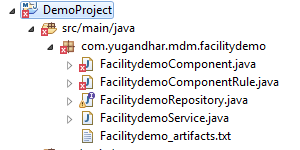 DemoProject
src/main/java
com.yugandhar.mdm.facilitydemo
FacilitydemoComponent.java
FacilitydemoComponentRule.java
FacilitydemoRepository.java
FacilitydemoService.java
Facilitydemo_artifacts.txt